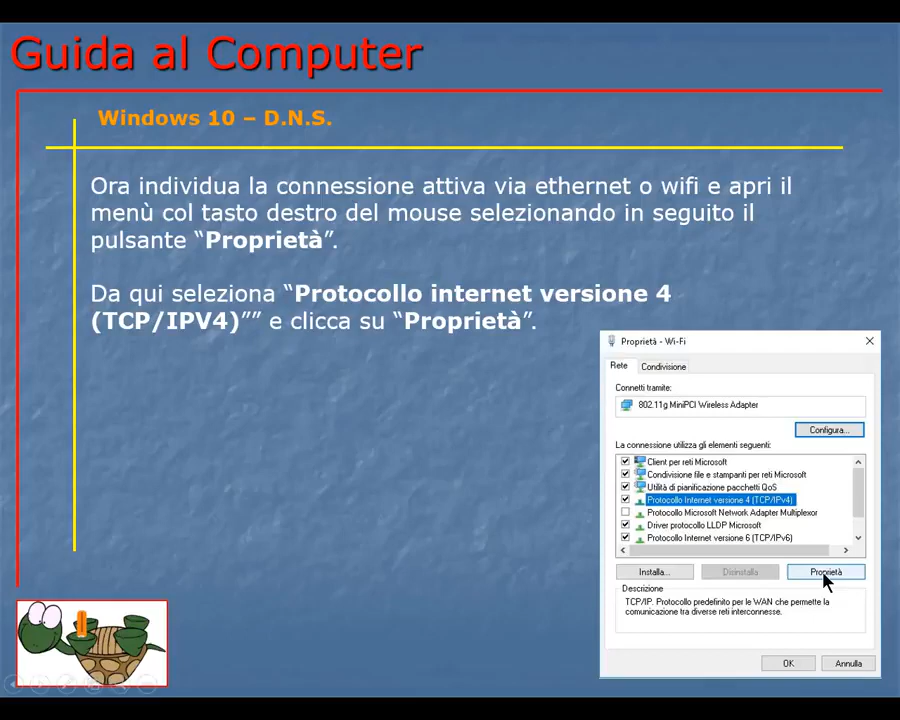 Guida al Computer
Windows 10 – D.N.S.
Ora individua la connessione attiva via ethernet o wifi e apri il
menù col tasto destro del mouse selezionando in seguito il
pulsante “Proprietà”.
Da qui seleziona “Protocollo internet versione 4
(TCP/IPV4)”” e clicca su “Proprietà”.
Proprietà - Wi-Fi
Rete
Condivisione
Connetti tramite:
802.11g MiniPCI Wireless Adapter
Configura...
La connessione utilizza gli elementi seguenti:
Client per reti Microsoft
Condivisione file e stampanti per reti Microsoft
Utilità di pianificazione pacchetti QoS
Protocollo Internet versione 4 (TCP/IPv4)
Protocollo Microsoft Network Adapter Multiplexor
Driver protocollo LLDP Microsoft
Protocollo Internet versione 6 (TCP/IPv6)
Installa...
Disinstalla
Proprietà
Descrizione
TCP/IP. Protocollo predefinito per le WAN che permette la
comunicazione tra diverse reti interconnesse.
OK
Annulla